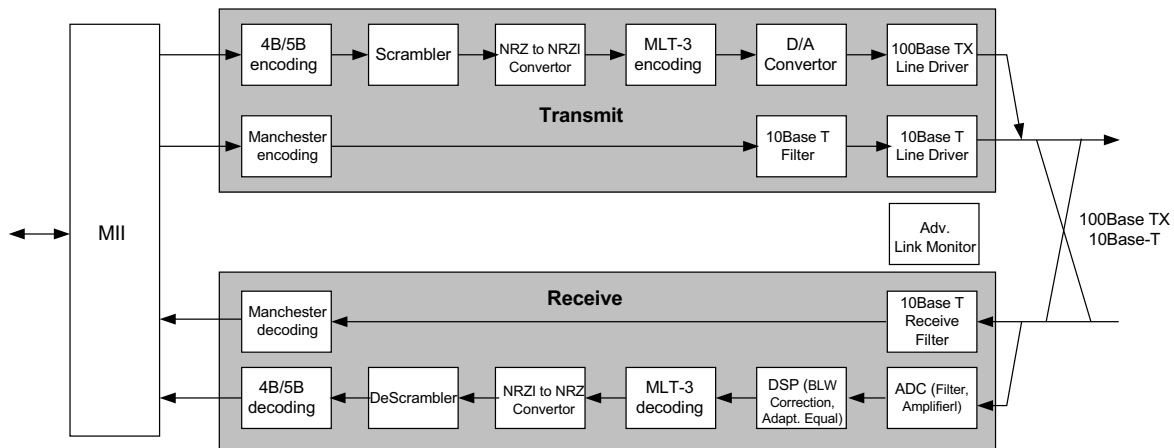 4B/5B
encoding
Scrambler
NRZ to NRZI
Convertor
MLT-3
encoding
D/A
Convertor
100Base TX
Line Driver
Transmit
Manchester
encoding
10Base T
Filter
10Base T
Line Driver
MII
Adv.
Link Monitor
100Base TX
10Base-T
Receive
Manchester
decoding
10Base T
Receive
Filter
4B/5B
decoding
DeScrambler
NRZI to NRZ
Convertor
MLT-3
decoding
DSP (BLW
Correction,
Adapt. Equal)
ADC (Filter,
Amplifierl)